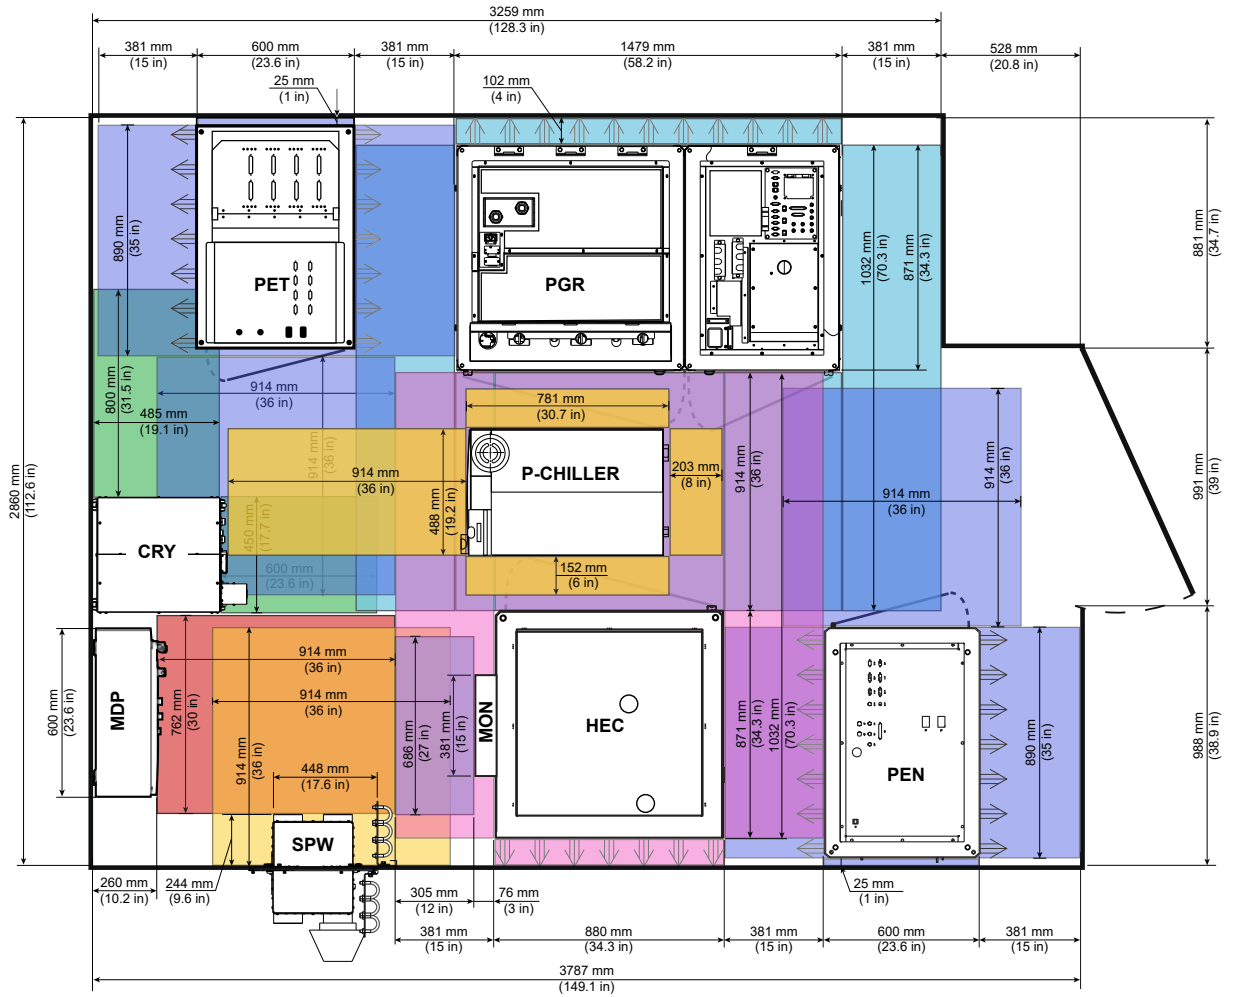 3259 mm
(128.3 in)
381 mm
(15 in)
600 mm
(23.6 in)
381 mm
(15 in)
1479 mm
(58.2 in)
381 mm
(15 in)
528 mm
(20.8 in)
25 mm
(1 in)
102 mm
(4 in)
890 mm
(35 in)
PET
PGR
1032 mm
(70.3 in)
871 mm
(34.3 in)
881 mm
(34.7 in)
800 mm
(31.5 in)
914 mm
(36 in)
485 mm
(19.1 in)
914 mm
(36 in)
781 mm
(30.7 in)
P-CHILLER
914 mm
(36 in)
488 mm
(19.2 in)
203 mm
(8 in)
914 mm
(36 in)
914 mm
(36 in)
914 mm
(36 in)
991 mm
(39 in)
2860 mm
(112.6 in)
CRY
450 mm
(17.7 in)
600 mm
(23.6 in)
152 mm
(6 in)
MDP
600 mm
(23.6 in)
914 mm
(36 in)
914 mm
(36 in)
762 mm
(30 in)
914 mm
(36 in)
448 mm
(17.6 in)
686 mm
(27 in)
381 mm
(15 in)
MON
HEC
871 mm
(34.3 in)
1032 mm
(70.3 in)
PEN
890 mm
(35 in)
988 mm
(38.9 in)
SPW
260 mm
(10.2 in)
244 mm
(9.6 in)
305 mm
(12 in)
76 mm
(3 in)
25 mm
(1 in)
381 mm
(15 in)
880 mm
(34.3 in)
381 mm
(15 in)
600 mm
(23.6 in)
381 mm
(15 in)
3787 mm
(149.1 in)